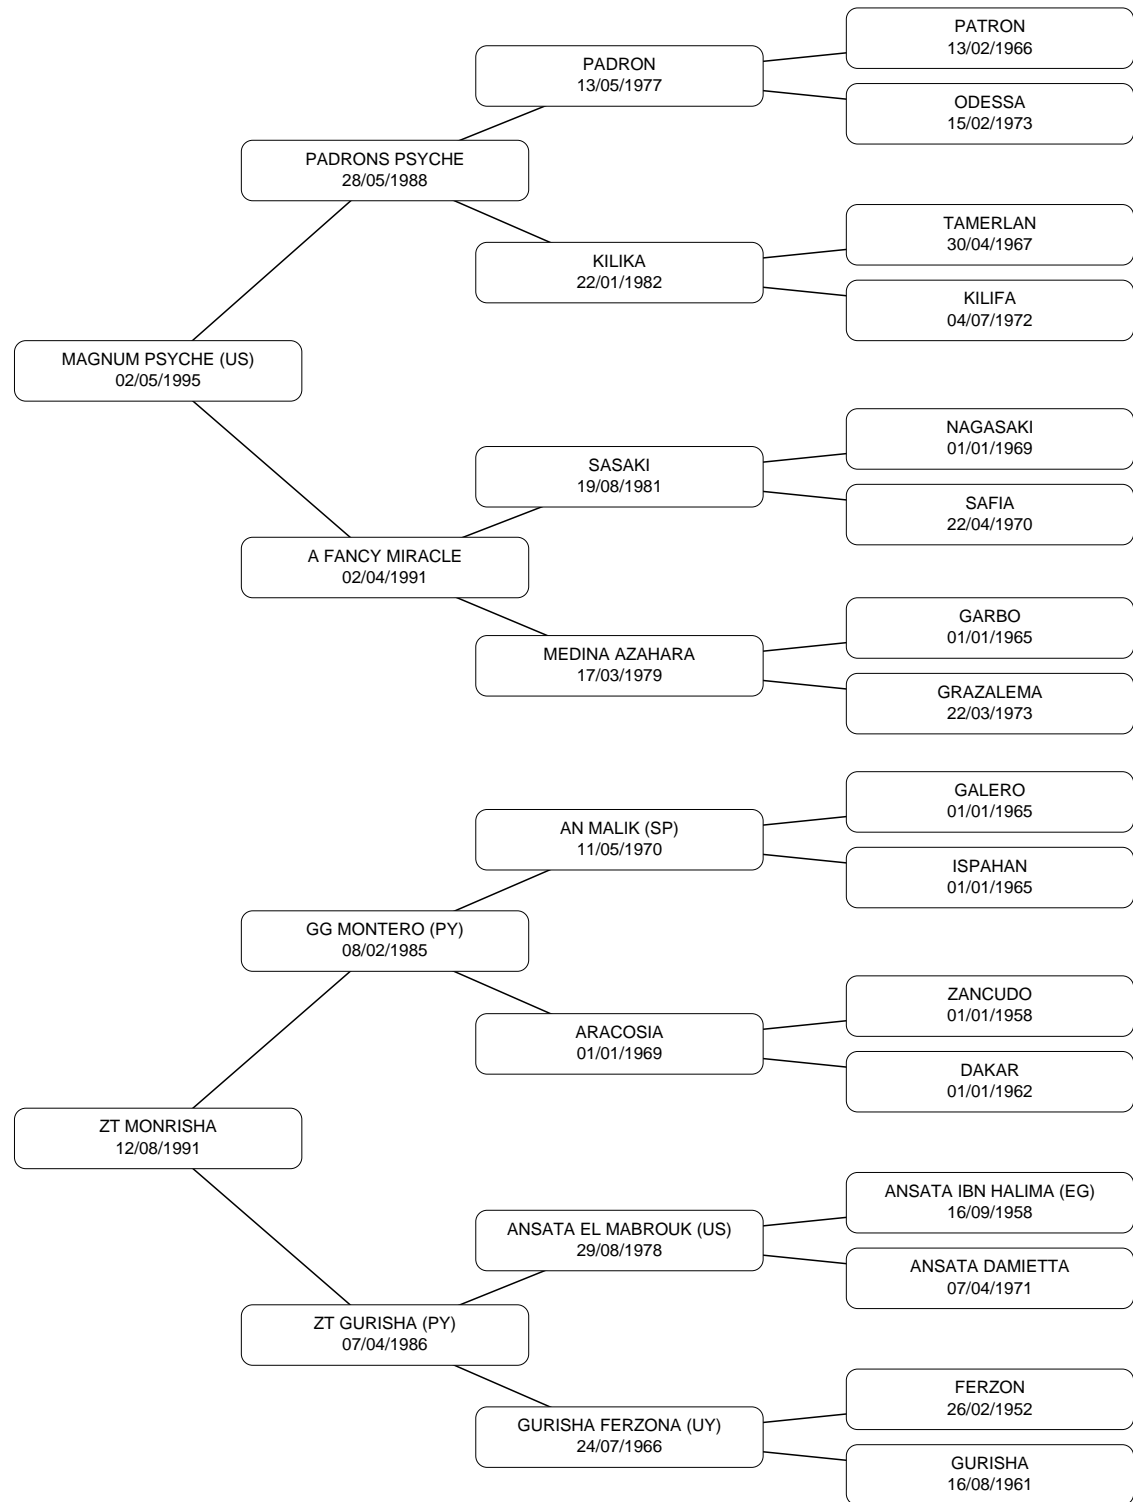 PATRON
13/02/1966
PADRON
13/05/1977
ODESSA
15/02/1973
PADRONS PSYCHE
28/05/1988
TAMERLAN
30/04/1967
KILIKA
22/01/1982
KILIFA
04/07/1972
MAGNUM PSYCHE (US)
02/05/1995
NAGASAKI
01/01/1969
SASAKI
19/08/1981
SAFIA
22/04/1970
A FANCY MIRACLE
02/04/1991
GARBO
01/01/1965
MEDINA AZAHARA
17/03/1979
GRAZALEMA
22/03/1973
GALERO
01/01/1965
AN MALIK (SP)
11/05/1970
ISPAHAN
01/01/1965
GG MONTERO (PY)
08/02/1985
ZANCUDO
01/01/1958
ARACOSIA
01/01/1969
DAKAR
01/01/1962
ZT MONRISHA
12/08/1991
ANSATA IBN HALIMA (EG)
16/09/1958
ANSATA EL MABROUK (US)
29/08/1978
ANSATA DAMIETTA
07/04/1971
ZT GURISHA (PY)
07/04/1986
FERZON
26/02/1952
GURISHA FERZONA (UY)
24/07/1966
GURISHA
16/08/1961